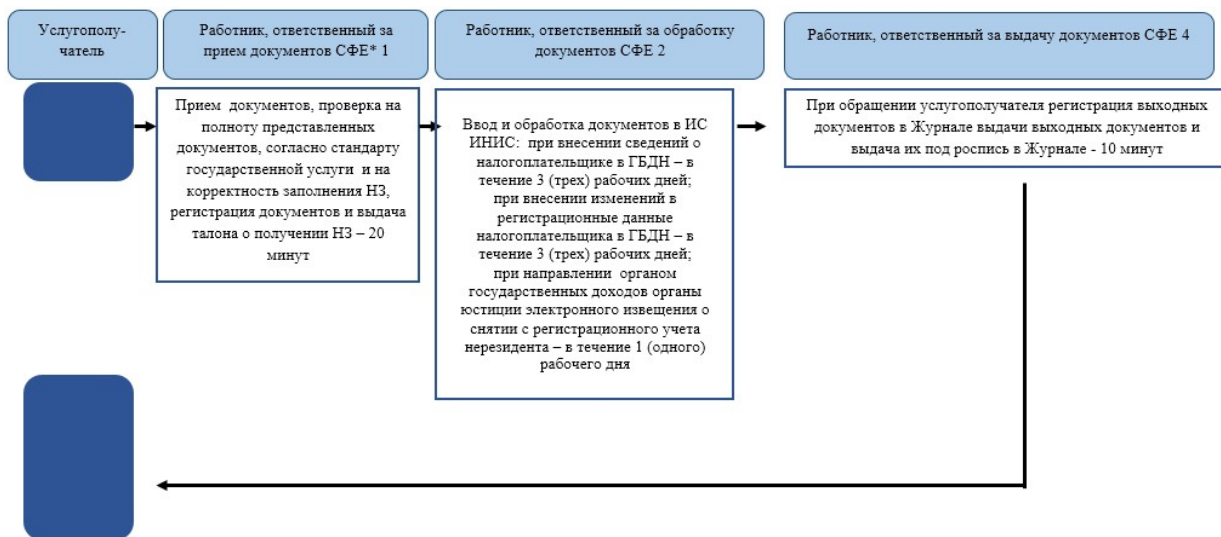 Услугополу-
чатель
Работник, ответственный за
прием документов СФЕ* 1
Работник, ответственный за обработку
документов СФЕ 2
Работник, ответственный за выдачу документов СФЕ 4
Прием документов, проверка на
полноту представленных
документов, согласно стандарту
государственной услуги и на
корректность заполнения НЗ,
регистрация документов и выдача
талона о получении НЗ – 20
минут
Ввод и обработка документов в ИС
ИНИС: при внесении сведений о
налогоплательщике в ГБДН – в
течение 3 (трех) рабочих дней;
при внесении изменений в
регистрационные данные
налогоплательщика в ГБДН – в
течение 3 (трех) рабочих дней;
при направлении органом
государственных доходов органы
юстиции электронного извещения о
снятии с регистрационного учета
нерезидента – в течение 1 (одного)
рабочего дня
При обращении услугополучателя регистрация выходных
документов в Журнале выдачи выходных документов и
выдача их под роспись в Журнале - 10 минут